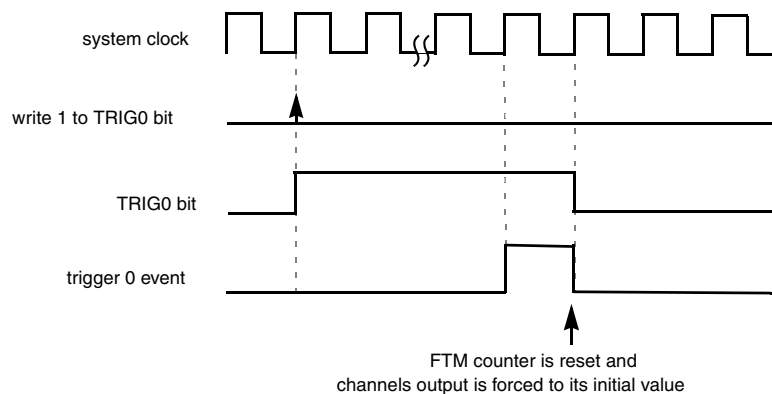 system clock
write 1 to TRIG0 bit
TRIG0 bit
trigger 0 event
FTM counter is reset and
channels output is forced to its initial value